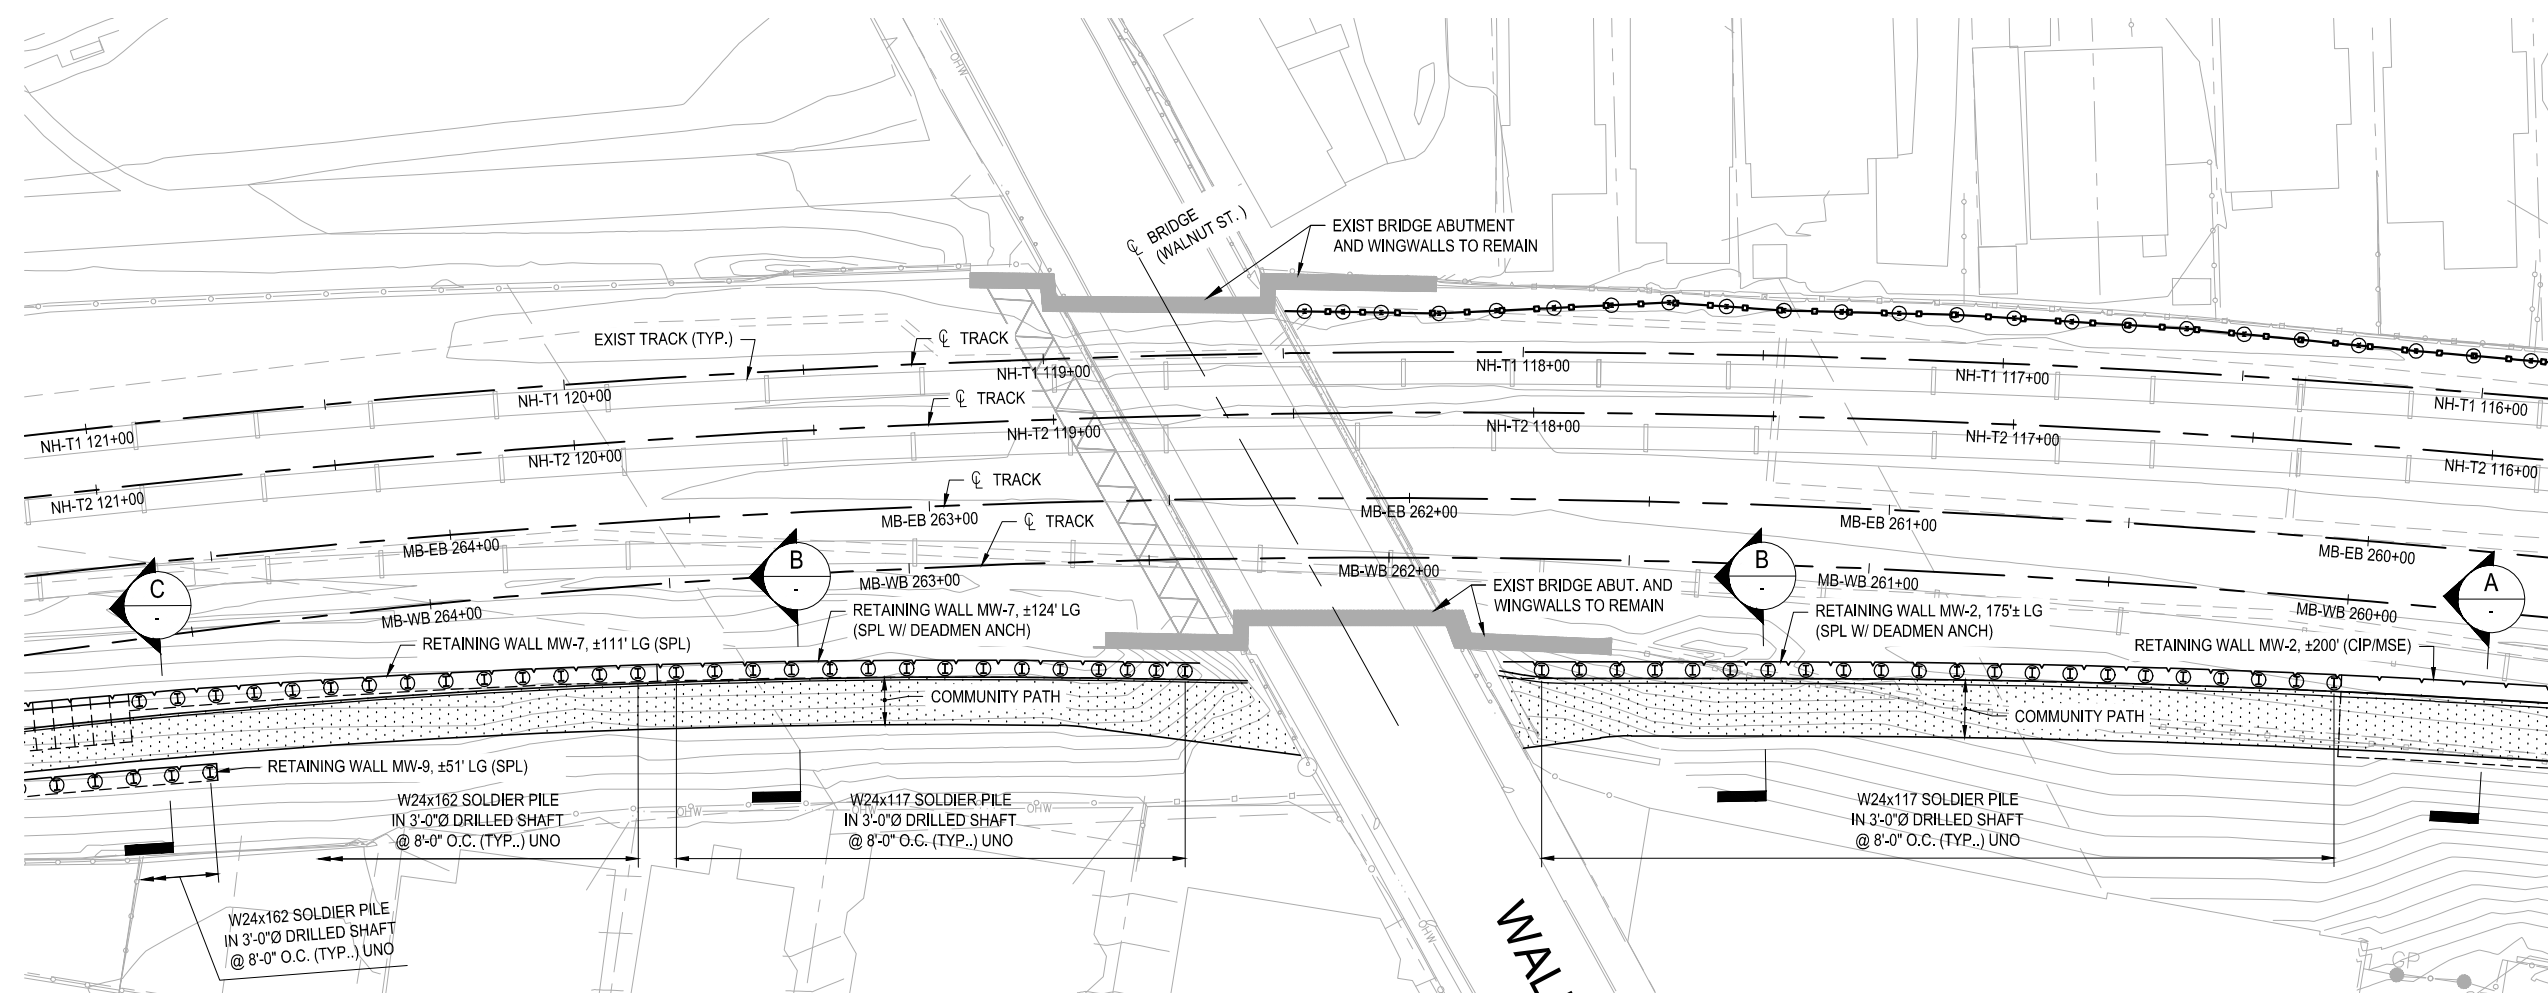 OHW
℄ BRIDGE
(WALNUT ST. )
EXIST BRIDGE ABUTMENT
AND WINGWALLS TO REMAIN
EXIST TRACK (TYP.)
℄ TRACK
NH-T1 121+00
NH-T1 120+00
NH-T1 119+00
NH-T1 118+00
NH-T1 117+00
NH-T1 116+00
℄ TRACK
NH-T2 121+00
NH-T2 120+00
NH-T2 119+00
NH-T2 118+00
NH-T2 117+00
NH-T2 116+00
℄ TRACK
MB-EB 264+00
MB-EB 263+00
MB-EB 262+00
MB-EB 261+00
MB-EB 260+00
℄ TRACK
MB-WB 264+00
MB-WB 263+00
MB-WB 262+00
MB-WB 261+00
MB-WB 260+00
C
-
B
-
B
-
A
-
EXIST BRIDGE ABUT. AND
WINGWALLS TO REMAIN
RETAINING WALL MW-7, ±111' LG (SPL)
RETAINING WALL MW-7, ±124' LG
(SPL W/ DEADMEN ANCH)
RETAINING WALL MW-2, 175'± LG
(SPL W/ DEADMEN ANCH)
RETAINING WALL MW-2, ±200' (CIP/MSE)
COMMUNITY PATH
COMMUNITY PATH
RETAINING WALL MW-9, ±51' LG (SPL)
W24x162 SOLDIER PILE
IN 3'-0"Ø DRILLED SHAFT
@ 8'-0" O.C. (TYP..) UNO
OHW
W24x117 SOLDIER PILE
IN 3'-0"Ø DRILLED SHAFT
@ 8'-0" O.C. (TYP..) UNO
OHW
OHW
W24x117 SOLDIER PILE
IN 3'-0"Ø DRILLED SHAFT
@ 8'-0" O.C. (TYP..) UNO
W24x162 SOLDIER PILE
IN 3'-0"Ø DRILLED SHAFT
@ 8'-0" O.C. (TYP..) UNO
OHW
WAL
GP